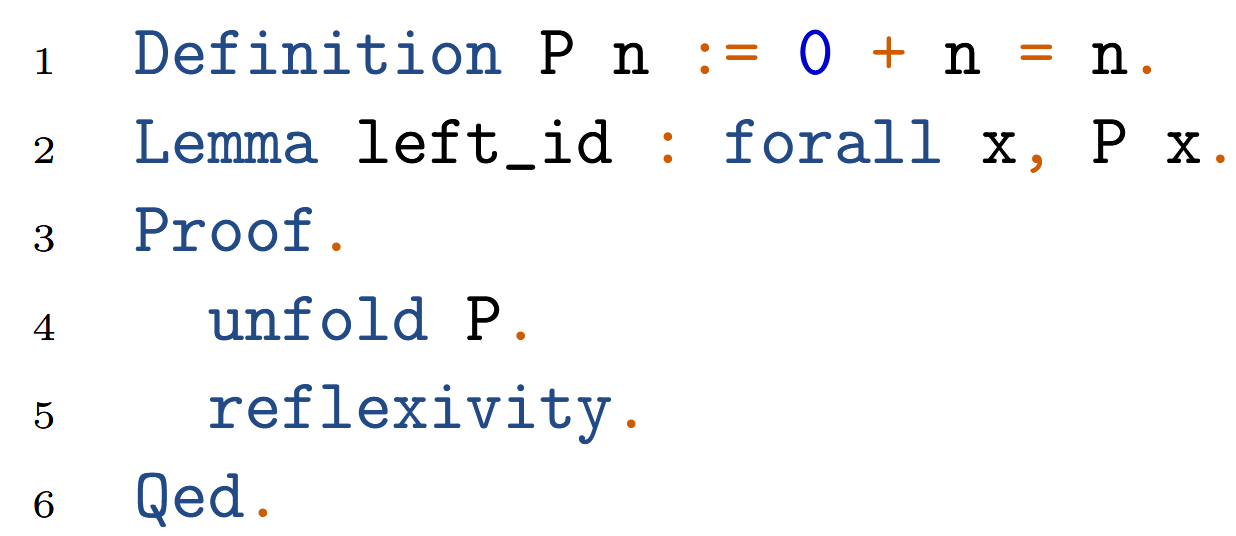 1 Definition P n := 0 + n = n.
2 Lemma left_id : forall x, P x.
3 Proof.
4 unfold P.
5 reflexivity.
6 Qed.